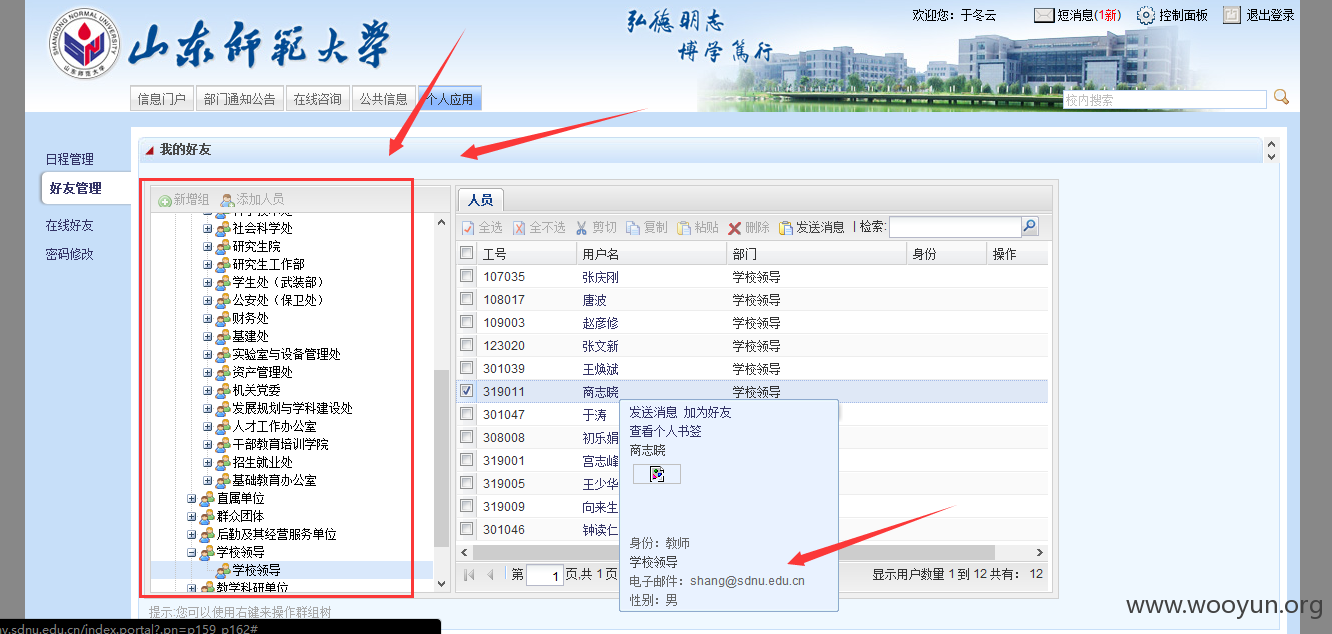 山东师范大学
弘德明志
博学笃行
欢迎您：于冬云 短消息(1新) 控制面板 退出登录
信息门户 部门通知公告 在线咨询 公共信息 个人应用
校内搜索
我的好友
日程管理
好友管理
在线好友
密码修改
新增组 添加人员
社会科学处
研究生院
研究生工作部
学生处（武装部）
公安处（保卫处）
财务处
基建处
实验室与设备管理处
资产管理处
机关党委
发展规划与学科建设处
人才工作办公室
干部教育培训学院
招生就业处
基础教育办公室
直属单位
群众团体
后勤及其经营服务单位
学校领导
学校领导
教学科研单位
提示:您可以使用右键来操作群组树
人员
全选 全不选 剪切 复制 粘贴 删除 发送消息 检索:
工号 用户名 部门 身份 操作
107035 张庆刚 学校领导
108017 唐波 学校领导
109003 赵彦修 学校领导
123020 张文新 学校领导
301039 王焕斌 学校领导
319011 商志晓 学校领导
301047 于涛
308008 初乐娟
319001 宫志峰
319005 王少华
319009 向来生
301046 钟读仁
发送消息 加为好友
查看个人书签
商志晓
身份：教师
学校领导
电子邮件：shang@sdnu.edu.cn
性别：男
第 1 页,共 1 页
显示用户数量 1 到 12 共有： 12
www.wooyun.org
y.sdnu.edu.cn/index.portal?.pn=p159_p162#